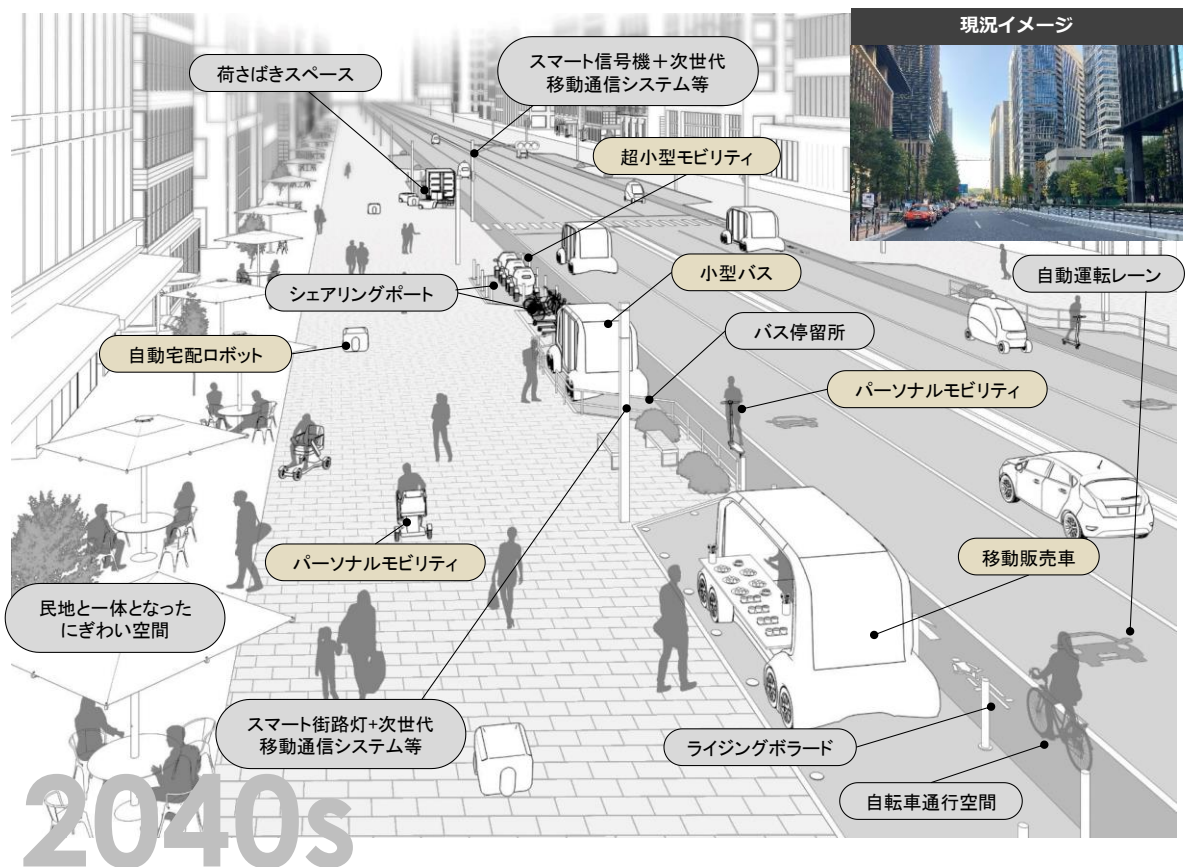 現況イメージ
荷さばきスペース
スマート信号機＋次世代
移動通信システム等
超小型モビリティ
シェアリングポート
小型バス
自動運転レーン
自動宅配ロボット
バス停留所
パーソナルモビリティ
パーソナルモビリティ
移動販売車
民地と一体となった
にぎわい空間
スマート街路灯+次世代
移動通信システム等
ライジングボラード
自転車通行空間
2040s